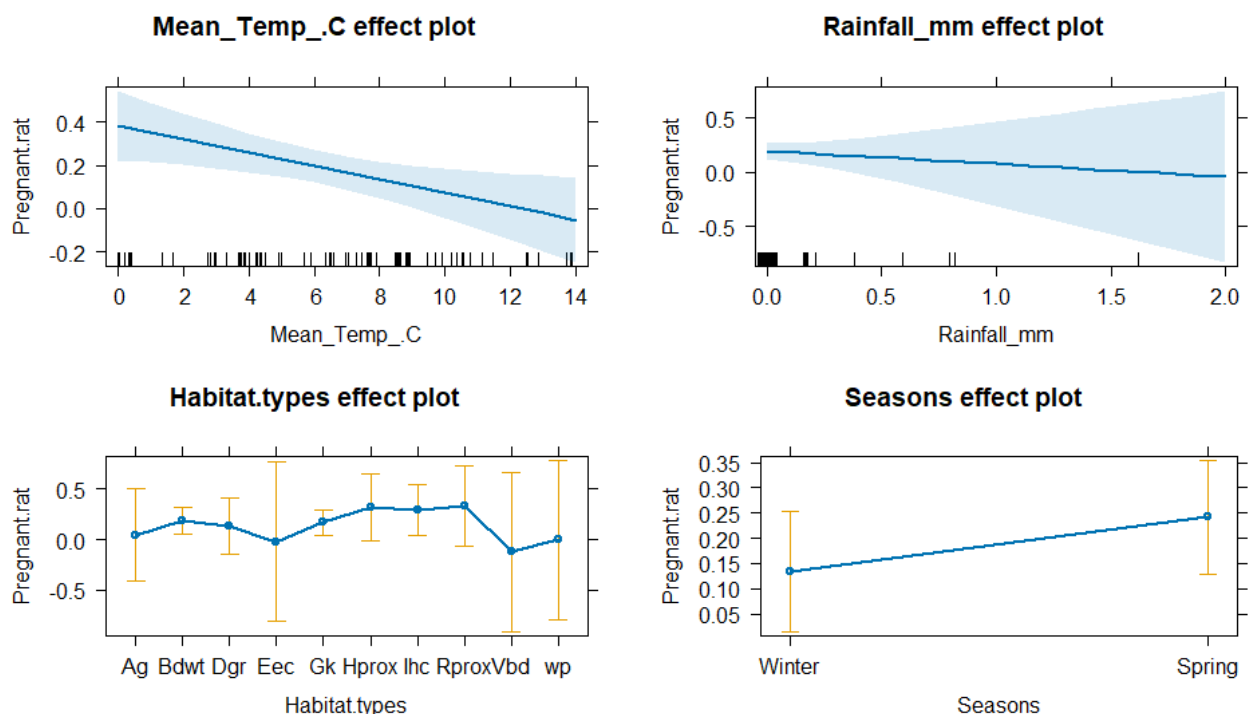 Mean_Temp_.C effect plot
Pregnant.rat
0.4
0.2
0.0
-0.2
0 2 4 6 8 10 12 14
Mean_Temp_.C
Rainfall_mm effect plot
Pregnant.rat
0.5
0.0
-0.5
0.0 0.5 1.0 1.5 2.0
Rainfall_mm
Habitat.types effect plot
Pregnant.rat
0.5
0.0
-0.5
Ag Bdwt Dgr Eec Gk Hprox Ihc Rprox Vbd wp
Habitat.types
Seasons effect plot
Pregnant.rat
0.35
0.30
0.25
0.20
0.15
0.10
0.05
Winter Spring
Seasons